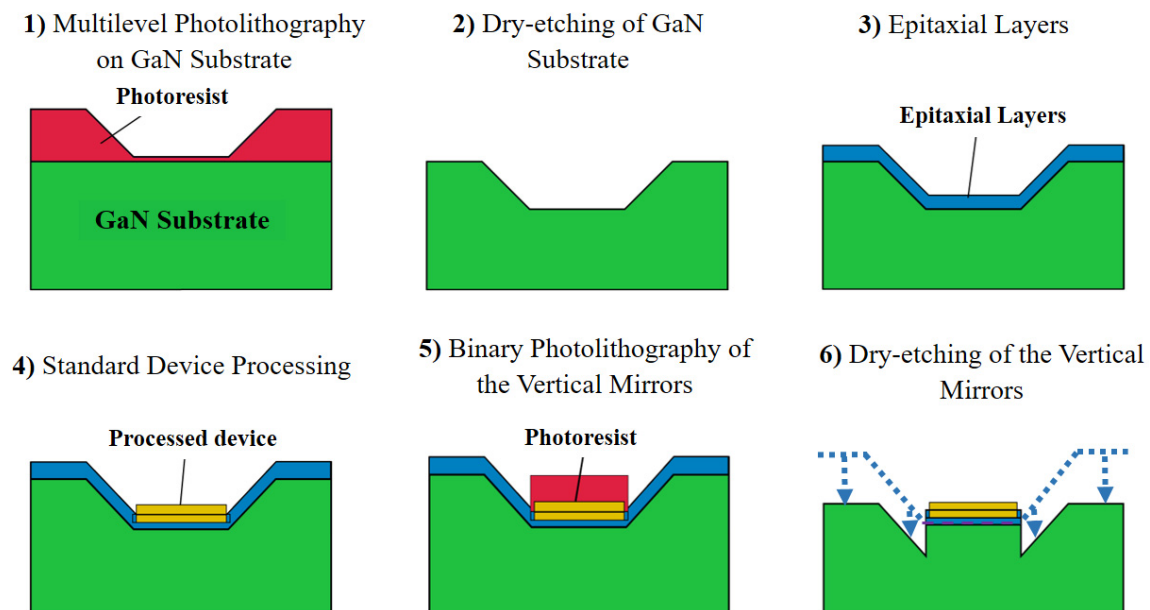 1) Multilevel Photolithography
on GaN Substrate
Photoresist
GaN Substrate
2) Dry-etching of GaN
Substrate
3) Epitaxial Layers
Epitaxial Layers
4) Standard Device Processing
Processed device
5) Binary Photolithography of
the Vertical Mirrors
Photoresist
6) Dry-etching of the Vertical
Mirrors